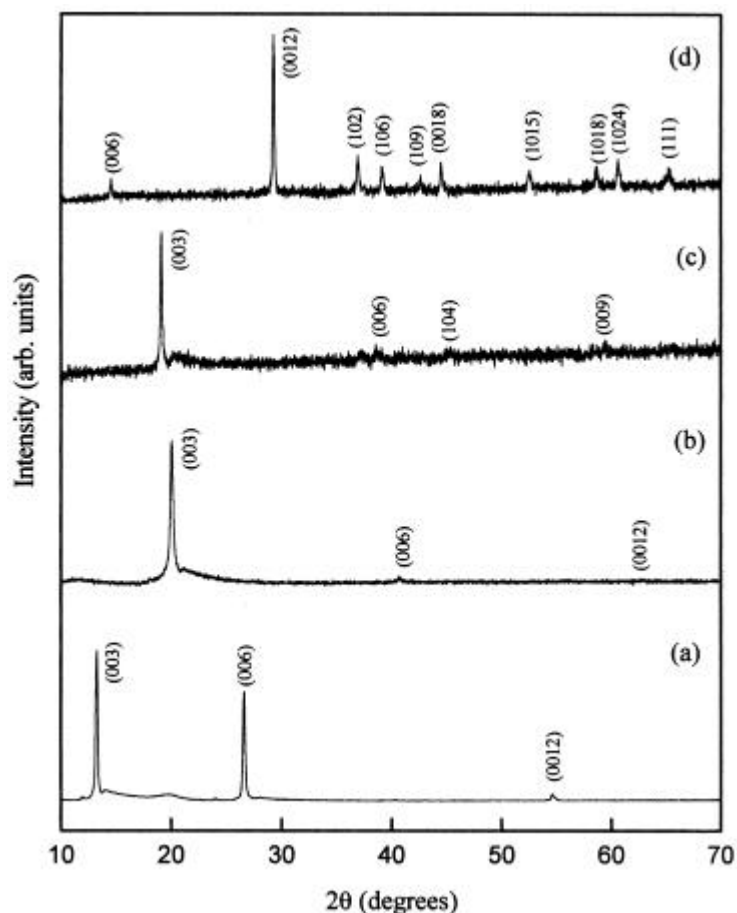 (d)
(006)
(0012)
(102)
(106)
(109)
(0018)
(1015)
(1018)
(1024)
(111)
(c)
(003)
(006)
(104)
(009)
(b)
(003)
(006)
(0012)
(a)
(003)
(006)
(0012)
Intensity (arb. units)
10 20 30 40 50 60 70
2θ (degrees)